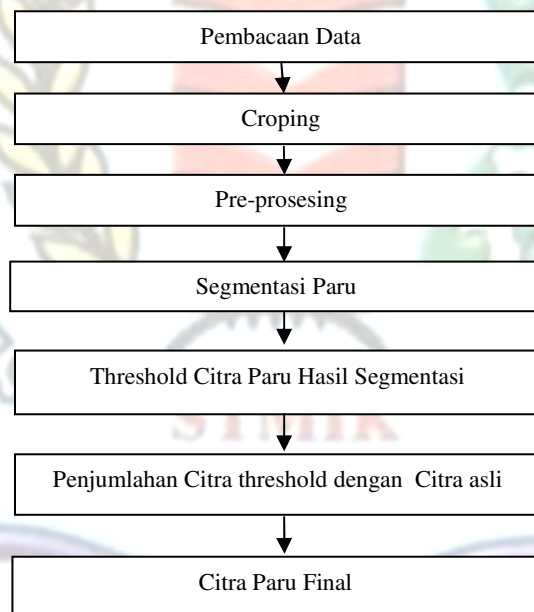 Pembacaan Data
Croping
Pre-prosesing
Segmentasi Paru
Threshold Citra Paru Hasil Segmentasi
STMIK
Penjumlahan Citra threshold dengan Citra asli
Citra Paru Final